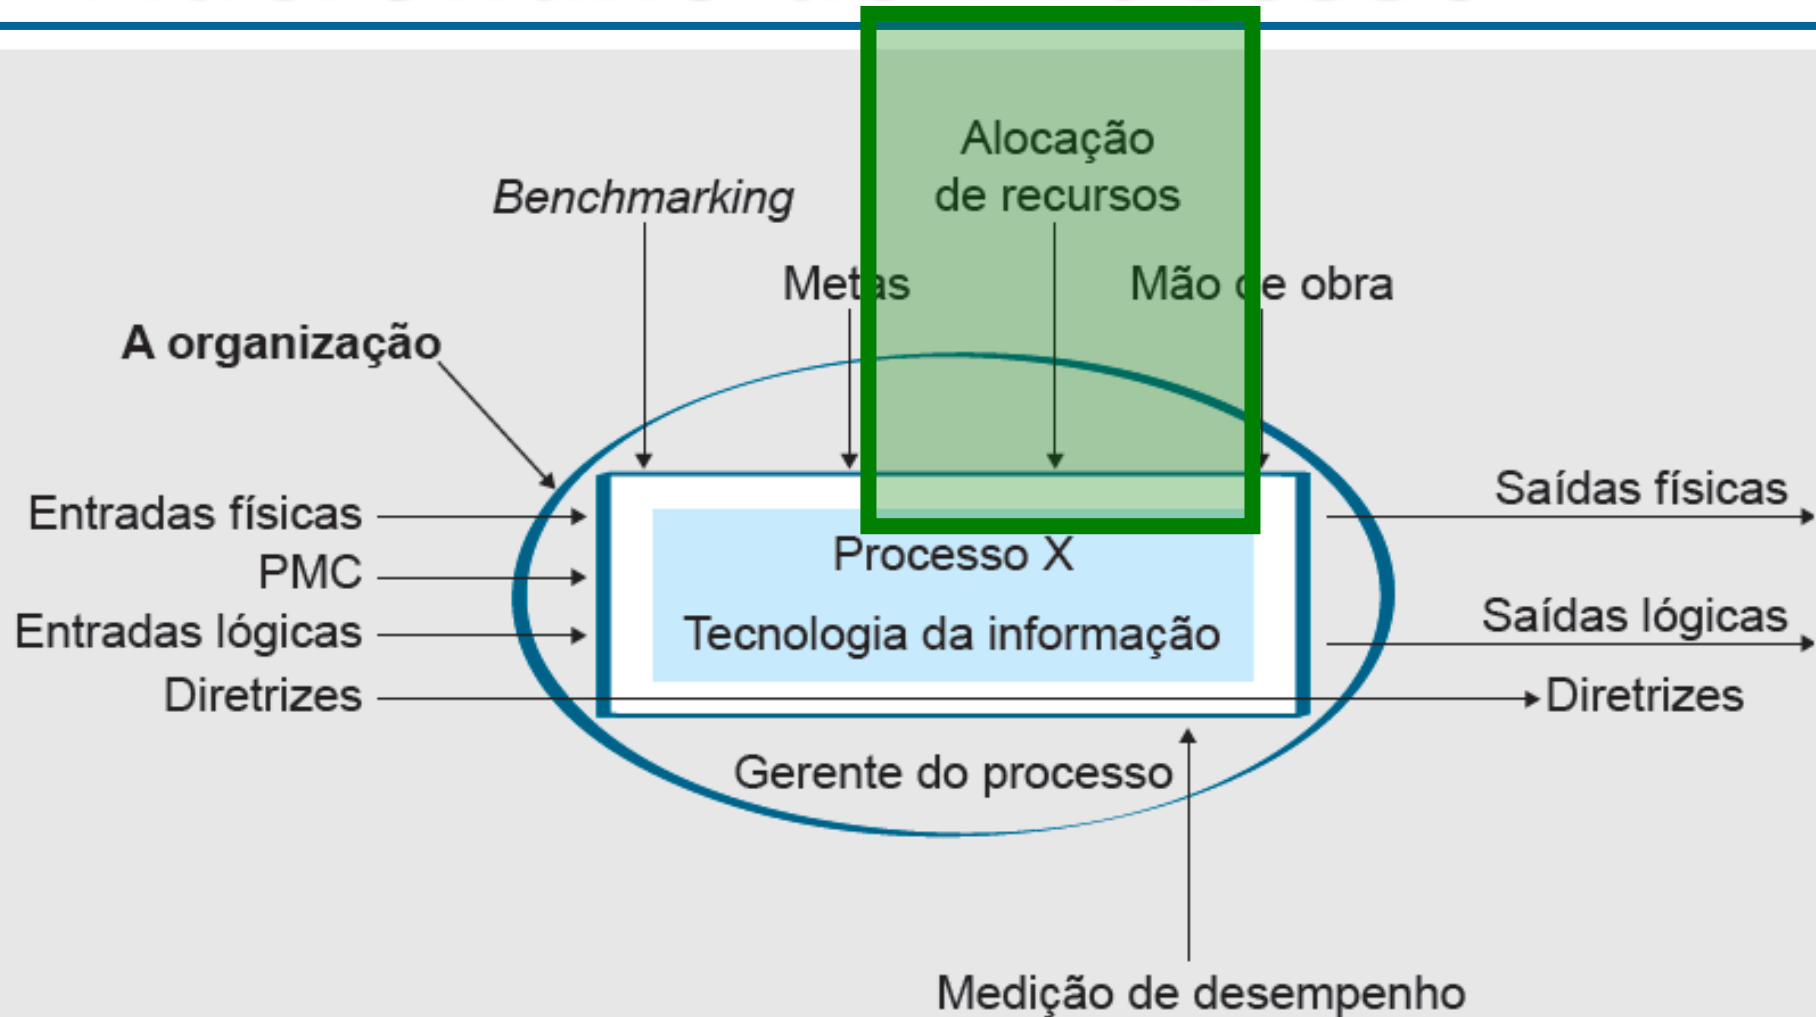 Alocação
de recursos
Benchmarking
Metas
Mão de obra
A organização
Entradas físicas
Saídas físicas
Processo X
PMC
Saídas lógicas
Entradas lógicas
Tecnologia da informação
Diretrizes
Diretrizes
Gerente do processo
Medição de desempenho